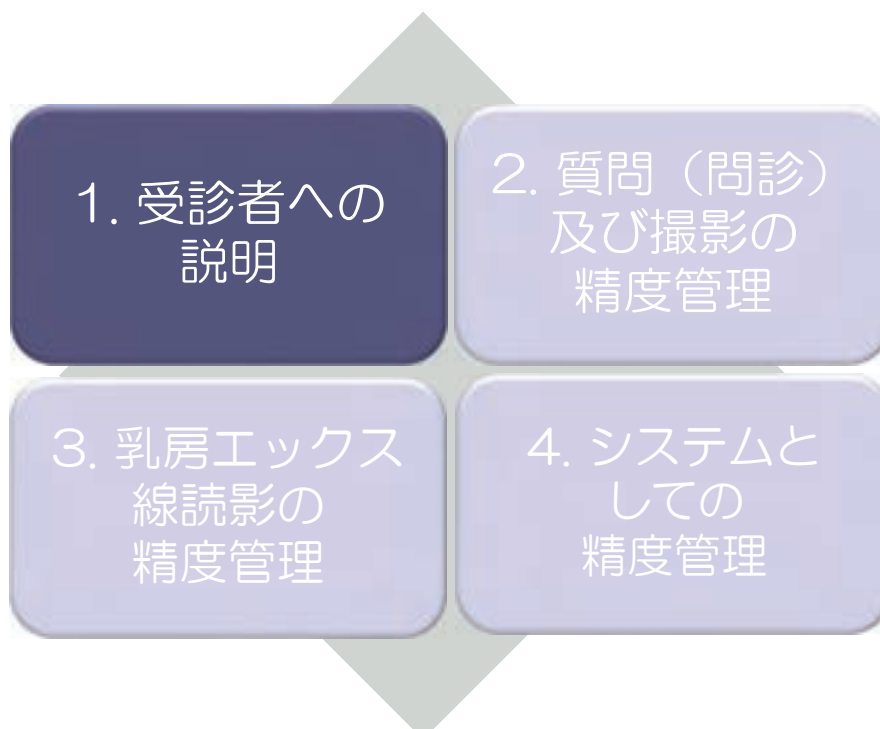 1. 受診者への
説明
2. 質問（問診）
及び撮影の
精度管理
3. 乳房エックス
線読影の
精度管理
4. システムと
しての
精度管理